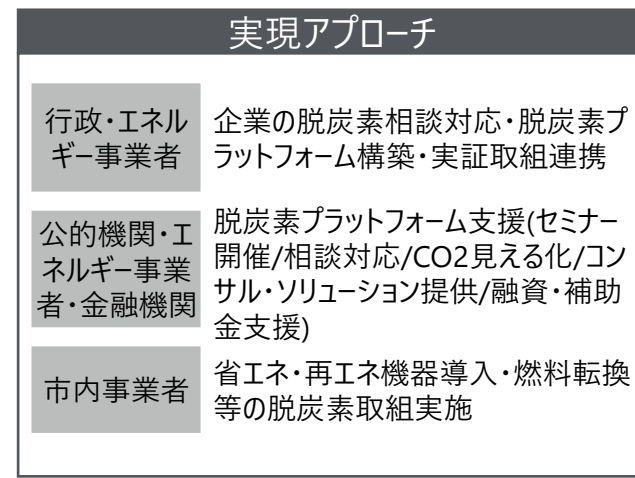 実現アプローチ
行政・エネル
ギー事業者
企業の脱炭素相談対応・脱炭素プ
ラットフォーム構築・実証取組連携
公的機関・エ
ネルギー事業
者・金融機関
脱炭素プラットフォーム支援(セミナー
開催/相談対応/CO2見える化/コン
サル・ソリューション提供/融資・補助
金支援)
市内事業者
省エネ・再エネ機器導入・燃料転換
等の脱炭素取組実施